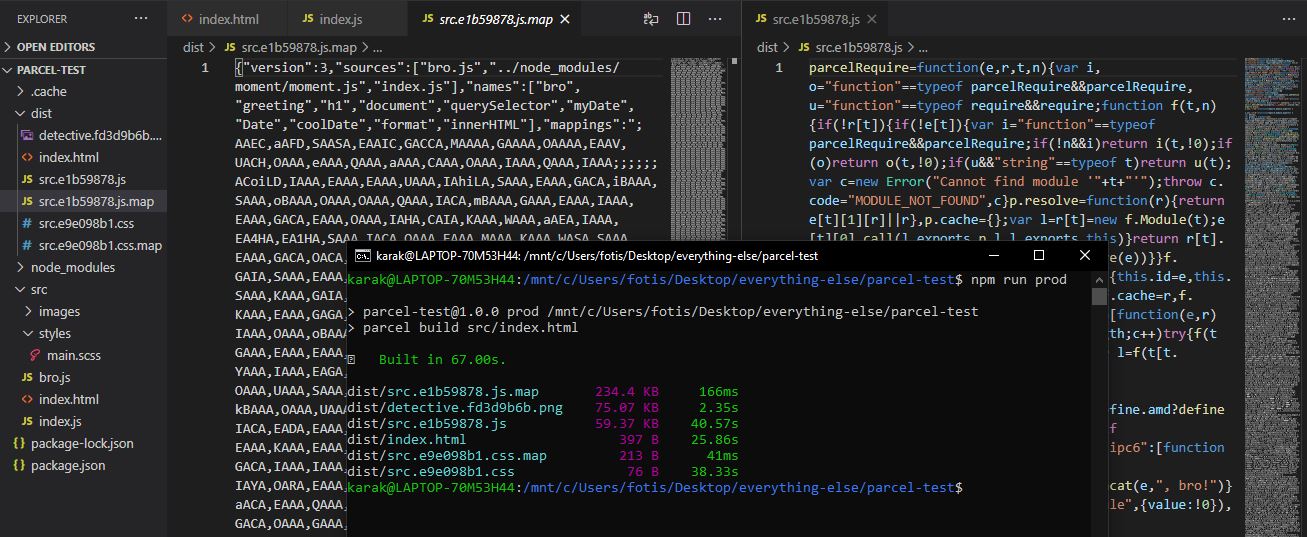 EXPLORER
OPEN EDITORS
PARCEL-TEST
.cache
dist
detective.fd3d9b6b....
index.html
JS src.e1b59878.js
JS src.e1b59878.js.map
# src.e9e098b1.css
# src.e9e098b1.css.map
node_modules
src
images
styles
main.scss
JS bro.js
index.html
JS index.js
{} package-lock.json
{} package.json
index.html
JS index.js
JS src.e1b59878.js.map
dist > JS src.e1b59878.js.map > ...
1
{"version":3,"sources":["bro.js","../node_modules/
moment/moment.js","index.js"],"names":["bro",
"greeting","h1","document","querySelector","myDate",
"Date","coolDate","format","innerHTML"],"mappings":";
AAEC,aAFD,SAASA,EAAIC,GACCA,MAAAA,GAAAA,OAAAA,EAAV,
UACH,OAAA,eAAA,QAAA,aAAA,CAAA,OAAA,IAAA,QAAA,IAAA;;;;;;
ACoiLD,IAAA,EAAA,EAAA,UAAA,IAhiLA,SAAA,EAAA,GACA,iBAAA,
SAAA,oBAAA,OAAA,OAAA,QAAA,IACA,mBAAA,GAAA,EAAA,IAAA,
EAAA,GACA,EAAA,OAAA,IAHA,CAIA,KAAA,WAAA,aAEA,IAAA,
EA4HA,EA1HA,SAAA,IACA,OAAA,EAAA,MAAA,KAAA,WASA,SAAA,
EAAA,GACA,OACA,
GAIA,SAAA,EAAA,
SAAA,KAAA,GAIA,
KAAA,EAAA,GAGA,
IAAA,OAAA,oBAA
GAAA,EAAA,EAAA,
YAAA,IAAA,EAGA,
OAAA,UAAA,SAAA,
kBAAA,OAAA,UAA
IACA,EADA,EAAA,
EAAA,KAAA,EAAA,
GACA,IAAA,IAAA,
IAYA,OARA,EAAA,
aACA,EAAA,QAAA,
GACA,OAAA,GAAA,
JS src.e1b59878.js
dist > JS src.e1b59878.js > ...
1
parcelRequire=function(e,r,t,n){var i,
o="function"==typeof parcelRequire&&parcelRequire,
u="function"==typeof require&&require;function f(t,n)
{if(!r[t]){if(!e[t]){var i="function"==typeof
parcelRequire&&parcelRequire;if(!n&&i)return i(t,!0);if
(o)return o(t,!0);if(u&&"string"==typeof t)return u(t);
var c=new Error("Cannot find module '"+t+"'");throw c.
code="MODULE_NOT_FOUND",c}p.resolve=function(r){return
e[t][1][r]||r},p.cache={};var l=r[t]=new f.Module(t);e
[t][0].call(l.exports,p,l,l.exports,this)}return r[t].
(e))}}f.
{this.id=e,this.
.cache=r,f.
[function(e,r)
th;c++)try{f(t
l=f(t[t.
fine.amd?define
f
ipc6":[function
cat(e,", bro!")}
le",{value:!0}),
karak@LAPTOP-70M53H44: /mnt/c/Users/fotis/Desktop/everything-else/parcel-test
karak@LAPTOP-70M53H44:/mnt/c/Users/fotis/Desktop/everything-else/parcel-test$ npm run prod
> parcel-test@1.0.0 prod /mnt/c/Users/fotis/Desktop/everything-else/parcel-test
> parcel build src/index.html
Built in 67.00s.
dist/src.e1b59878.js.map 234.4 KB 166ms
dist/detective.fd3d9b6b.png 75.07 KB 2.35s
dist/src.e1b59878.js 59.37 KB 40.57s
dist/index.html 397 B 25.86s
dist/src.e9e098b1.css.map 213 B 41ms
dist/src.e9e098b1.css 76 B 38.33s
karak@LAPTOP-70M53H44:/mnt/c/Users/fotis/Desktop/everything-else/parcel-test$